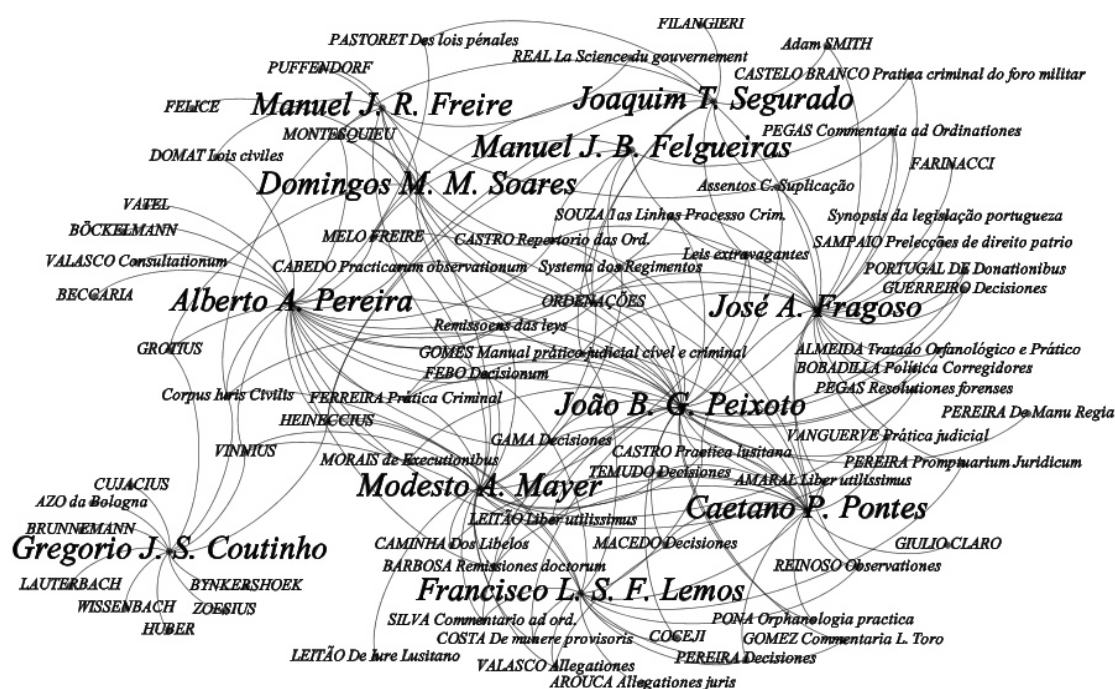 FILANGIERI
PASTORET Des lois pénales
Adam SMITH
REAL La Science du gouvernement
PUFFENDORF
CASTELO BRANCO Pratica criminal do foro militar
FELICE
Manuel J. R. Freire
Joaquim T. Segurado
MONTESQUIEU
PEGAS Commentaria ad Ordinationes
Manuel J. B. Felgueiras
DOMAT Lois civiles
FARINACCI
Domingos M. M. Soares
Assentos C. Suplicação
VATEL
SOUZA 1as Linhas Processo Crim.
Synopsis da legislação portugueza
BÖCKELMANN
MELO FREIRE
CASTRO Repertorio das Ord.
SAMPAIO Prelecções de direito patrio
Leis extravagantes
VALASCO Consultationum
CABEDO Practicarum observationum
Systema dos Regimentos
PORTUGAL DE Donationibus
GUERREIRO Decisiones
BECCARIA
Alberto A. Pereira
ORDENAÇÕES
José A. Fragoso
Remissoens das leys
GROTIUS
GOMES Manual prático judicial cível e criminal
ALMEIDA Tratado Orfanológico e Prático
FEBO Decisionum
BOBADILLA Política Corregidores
PEGAS Resolutiones forenses
Corpus Iuris Civilis
FERREIRA Prática Criminal
João B. G. Peixoto
PEREIRA De Manu Regia
HEINECCIUS
GAMA Decisiones
VANGUERVE Prática judicial
VINNIUS
CASTRO Practica lusitana
MORAIS de Executionibus
PEREIRA Promptuarium Juridicum
TEMUDO Decisiones
AMARAL Liber utilissimus
CUJACIUS
Modesto A. Mayer
AZO da Bologna
Caetano P. Pontes
LEITÃO Liber utilissimus
BRUNNEMANN
Gregorio J. S. Coutinho
CAMINHA Dos Libelos
MACEDO Decisiones
GIULIO CLARO
BARBOSA Remissiones doctorum
REINOSO Observationes
LAUTERBACH
BYNKERSHOEK
Francisco L. S. F. Lemos
WISSENBACH
ZOESIUS
SILVA Commentario ad ord.
PONA Orphanologia practica
HUBER
COSTA De munere provisoris
COCEJI
GOMEZ Commentaria L. Toro
LEITÃO De Iure Lusitano
PEREIRA Decisiones
VALASCO Allegationes
AROUCA Allegationes juris